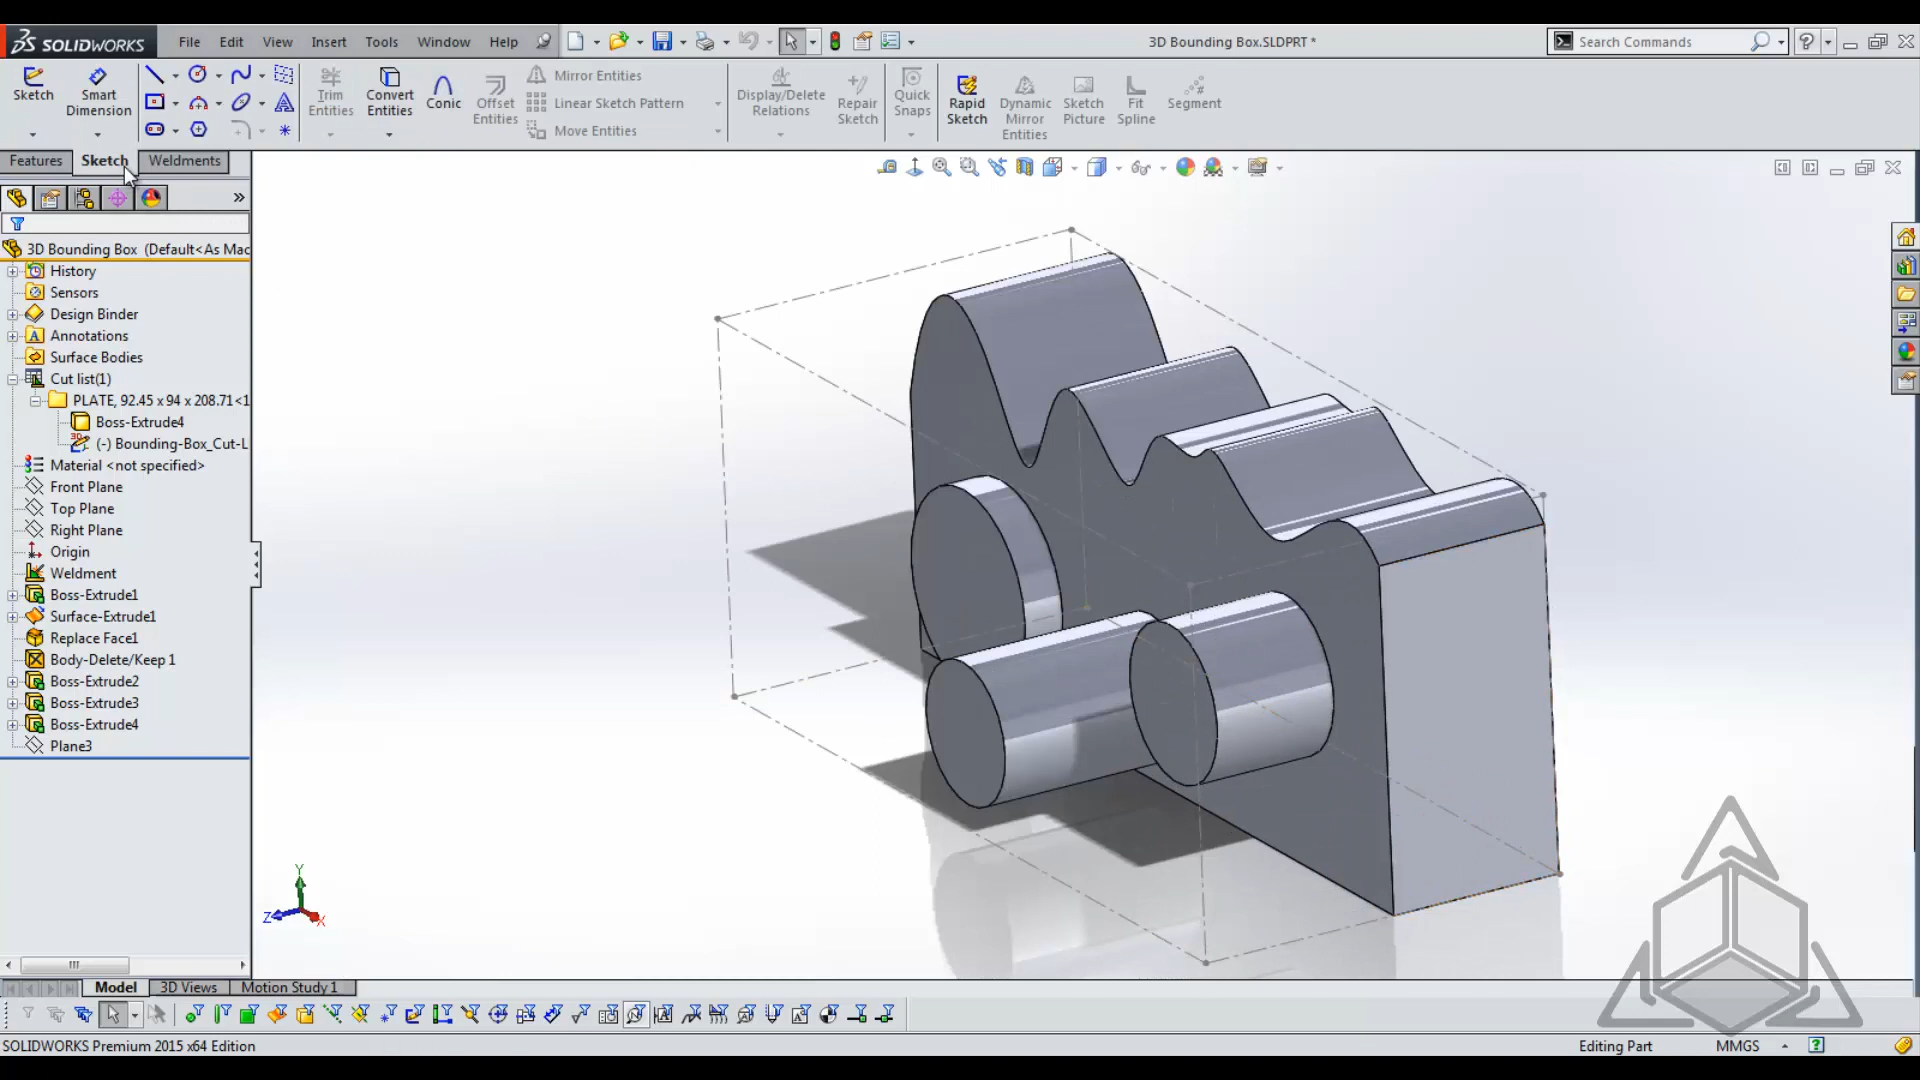 SOLIDWORKS File Edit View Insert Tools Window Help 3D Bounding Box.SLDPRT * Search Commands
Sketch Smart Dimension Trim Entities Convert Entities Conic Offset Entities Mirror Entities Display/Delete Relations Repair Sketch Quick Snaps Rapid Sketch Dynamic Mirror Entities Sketch Picture Fit Spline Segment
Linear Sketch Pattern
Move Entities
Features Sketch Weldments
3D Bounding Box (Default<As Mac
History
Sensors
Design Binder
Annotations
Surface Bodies
Cut list(1)
PLATE, 92.45 x 94 x 208.71<1
Boss-Extrude4
(-) Bounding-Box_Cut-L
Material <not specified>
Front Plane
Top Plane
Right Plane
Origin
Weldment
Boss-Extrude1
Surface-Extrude1
Replace Face1
Body-Delete/Keep 1
Boss-Extrude2
Boss-Extrude3
Boss-Extrude4
Plane3
Y
Z X
Model 3D Views Motion Study 1
SOLIDWORKS Premium 2015 x64 Edition Editing Part MMGS